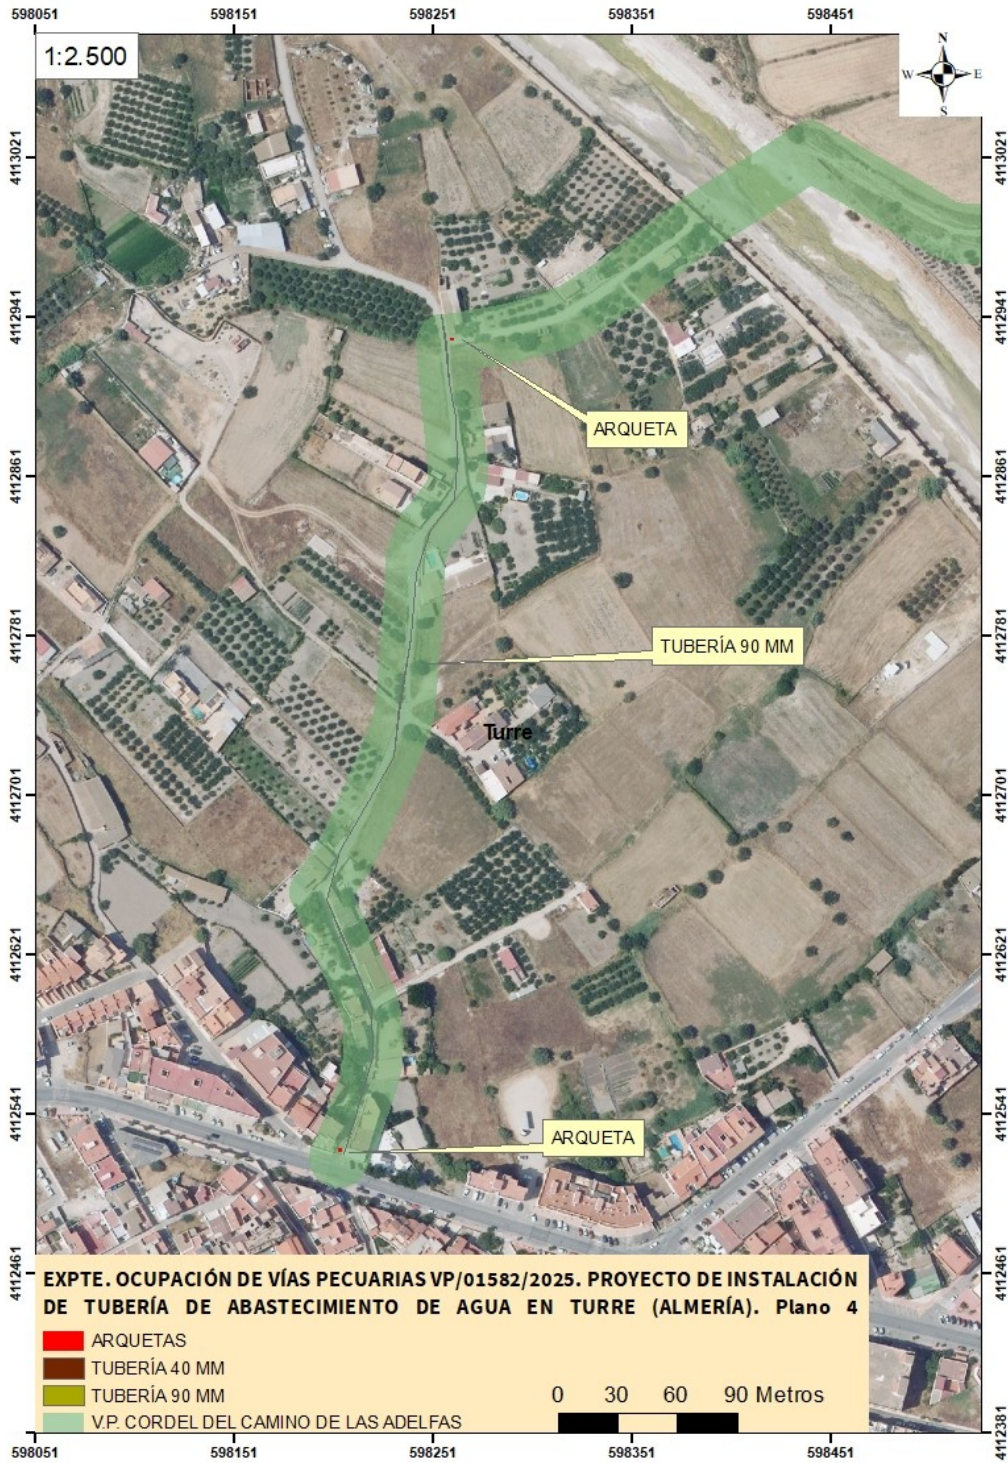 598051 598151 598251 598351 598451
1:2.500
N
W E
S
4113021 4113021
4112941 4112941
ARQUETA
4112861 4112861
4112781 4112781
TUBERÍA 90 MM
Turre
4112701 4112701
4112621 4112621
4112541 4112541
ARQUETA
4112461 4112461
EXPTE. OCUPACIÓN DE VÍAS PECUARIAS VP/01582/2025. PROYECTO DE INSTALACIÓN
DE TUBERÍA DE ABASTECIMIENTO DE AGUA EN TURRE (ALMERÍA). Plano 4
ARQUETAS
TUBERÍA 40 MM
TUBERÍA 90 MM
V.P. CORDEL DEL CAMINO DE LAS ADELFAS
0 30 60 90 Metros
4112381
598051 598151 598251 598351 598451